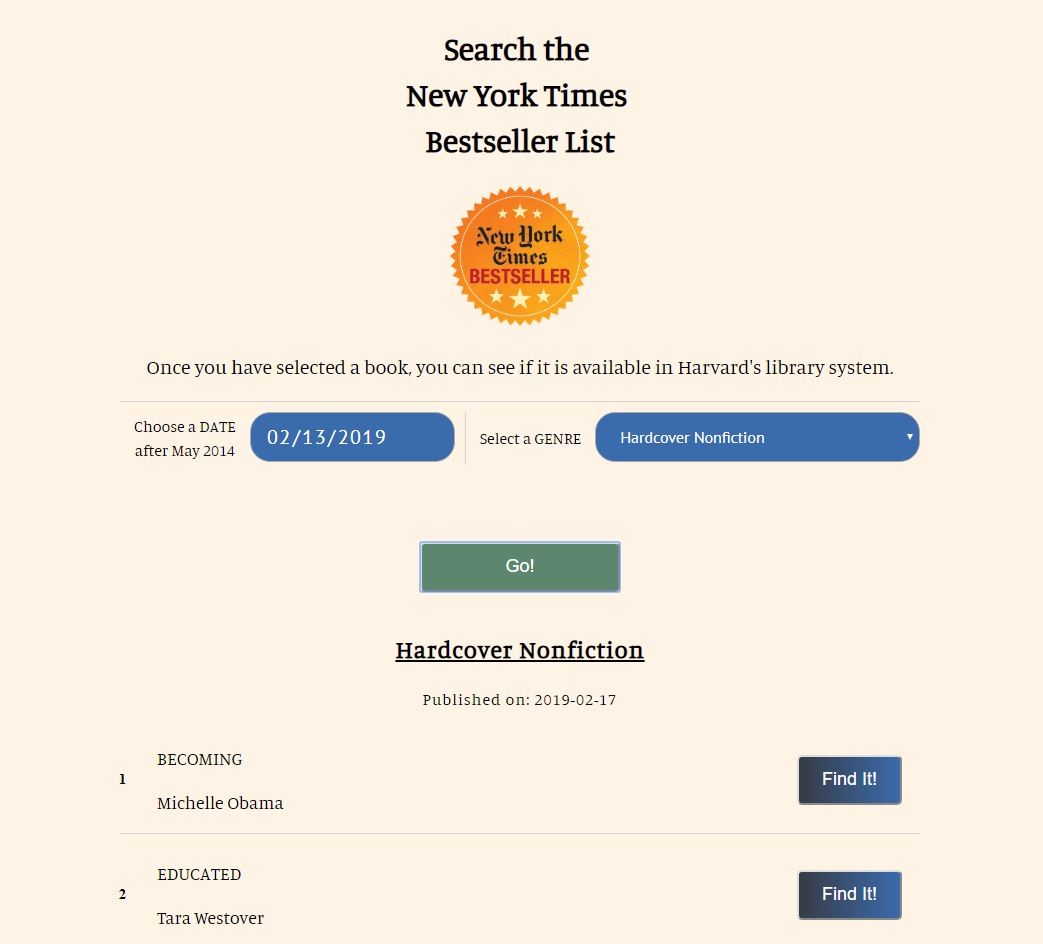 Search the
New York Times
Bestseller List
New York
Times
BESTSELLER
Once you have selected a book, you can see if it is available in Harvard's library system.
Choose a DATE
after May 2014
02/13/2019
Select a GENRE
Hardcover Nonfiction
Go!
Hardcover Nonfiction
Published on: 2019-02-17
1
BECOMING
Michelle Obama
Find It!
2
EDUCATED
Tara Westover
Find It!